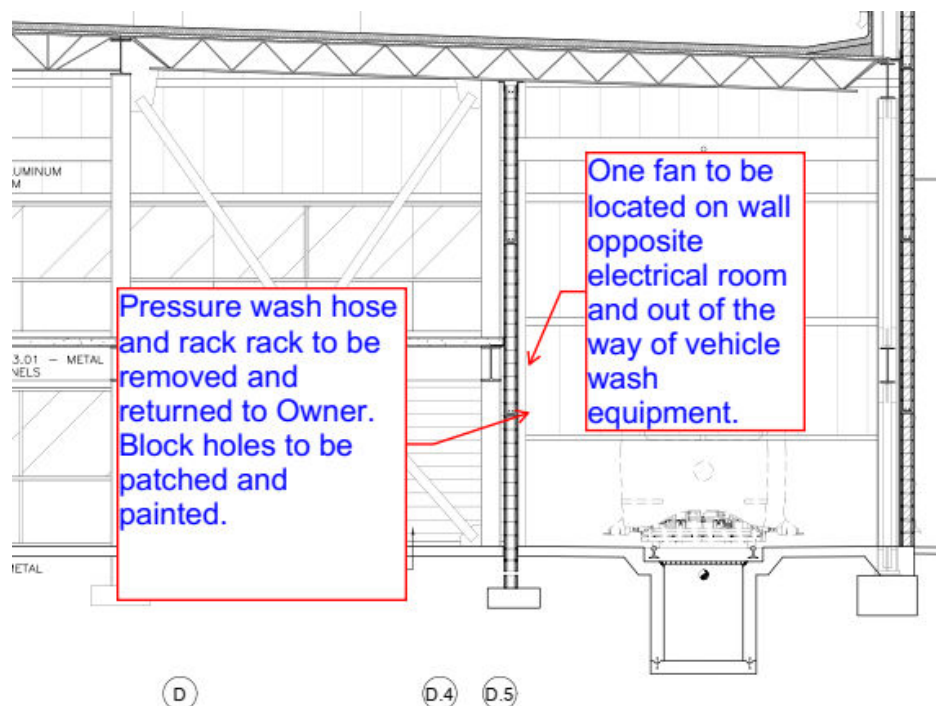 UMINUM
M
One fan to be
located on wall
opposite
electrical room
and out of the
way of vehicle
wash
equipment.
Pressure wash hose
and rack rack to be
removed and
returned to Owner.
Block holes to be
patched and
painted.
3.01 – METAL
NELS
METAL
D
D.4
D.5